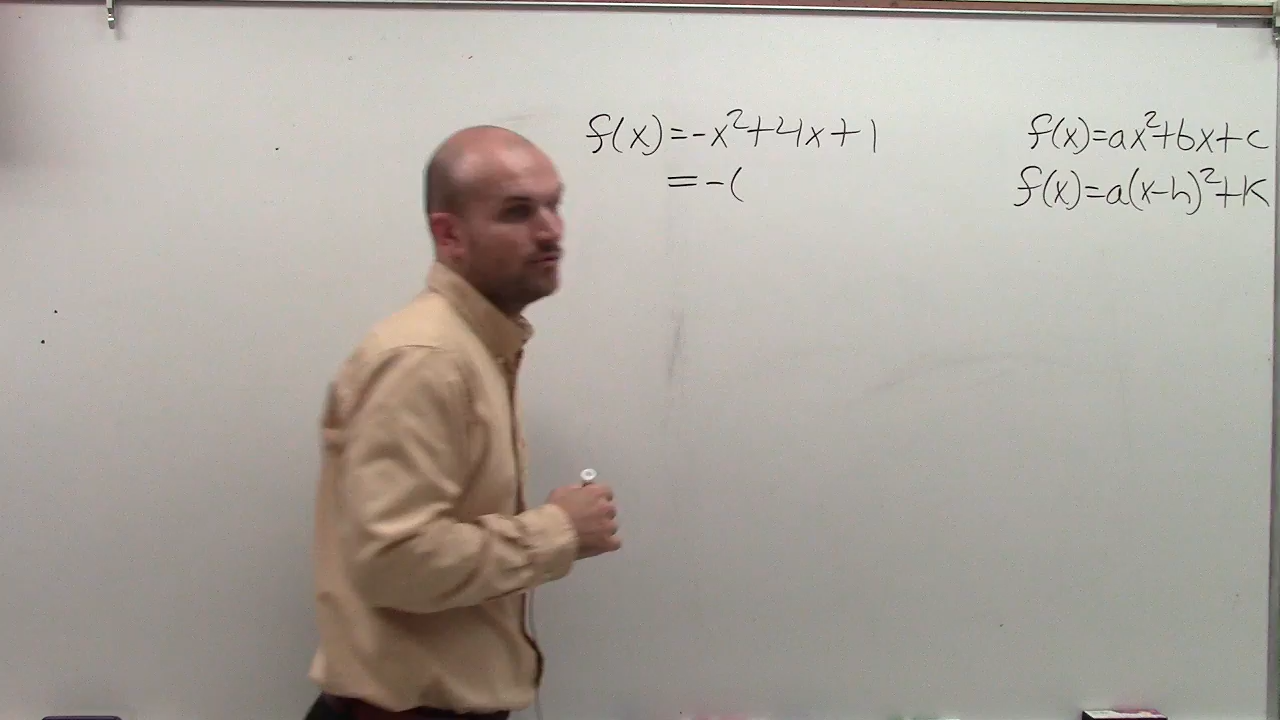 f(x)=-x²+4x+1
=-(
f(x)=ax²+bx+c
f(x)=a(x-h)²+k